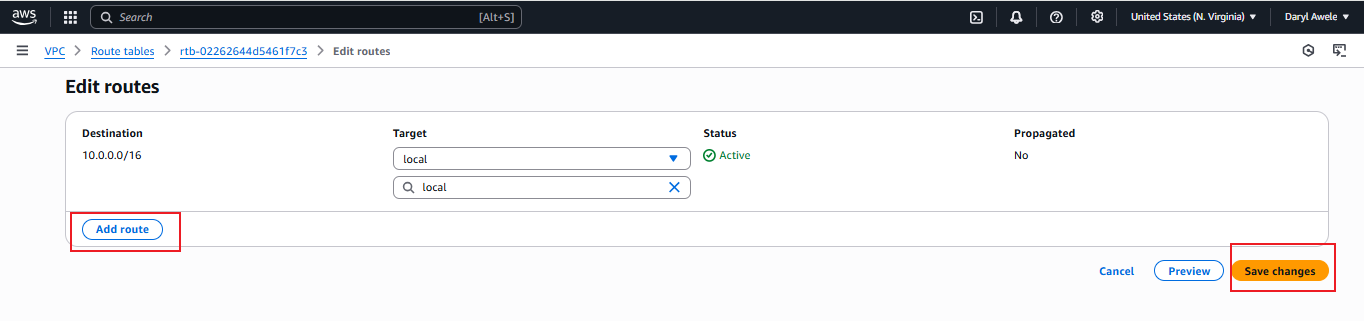 aws Search [Alt+S] United States (N. Virginia) Daryl Awele
VPC Route tables rtb-02262644d5461f7c3 Edit routes
Edit routes
Destination Target Status Propagated
10.0.0.0/16 local Active No
local
Add route
Cancel Preview Save changes